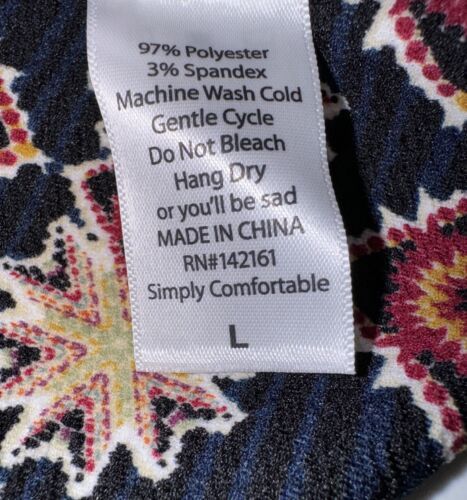 97% Polyester
3% Spandex
Machine Wash Cold
Gentle Cycle
Do Not Bleach
Hang Dry
or you'll be sad
MADE IN CHINA
RN#142161
Simply Comfortable
L